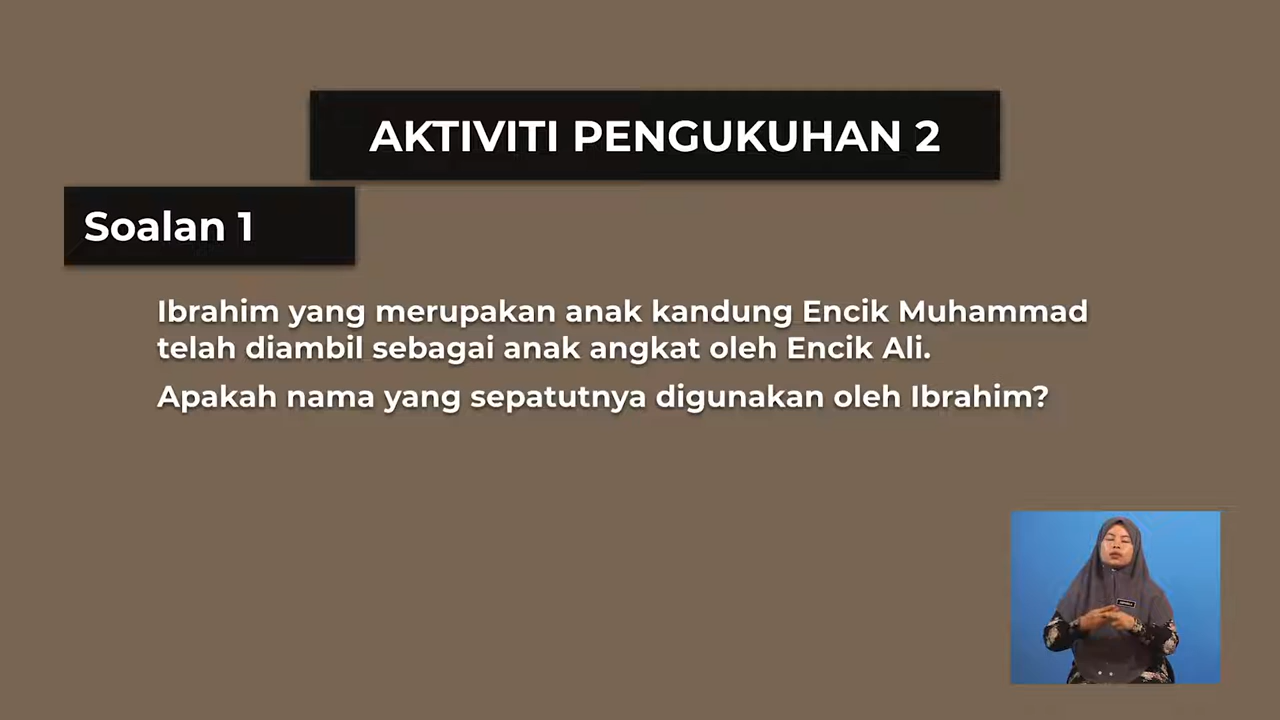 AKTIVITI PENGUKUHAN 2
Soalan 1
Ibrahim yang merupakan anak kandung Encik Muhammad
telah diambil sebagai anak angkat oleh Encik Ali.
Apakah nama yang sepatutnya digunakan oleh Ibrahim?